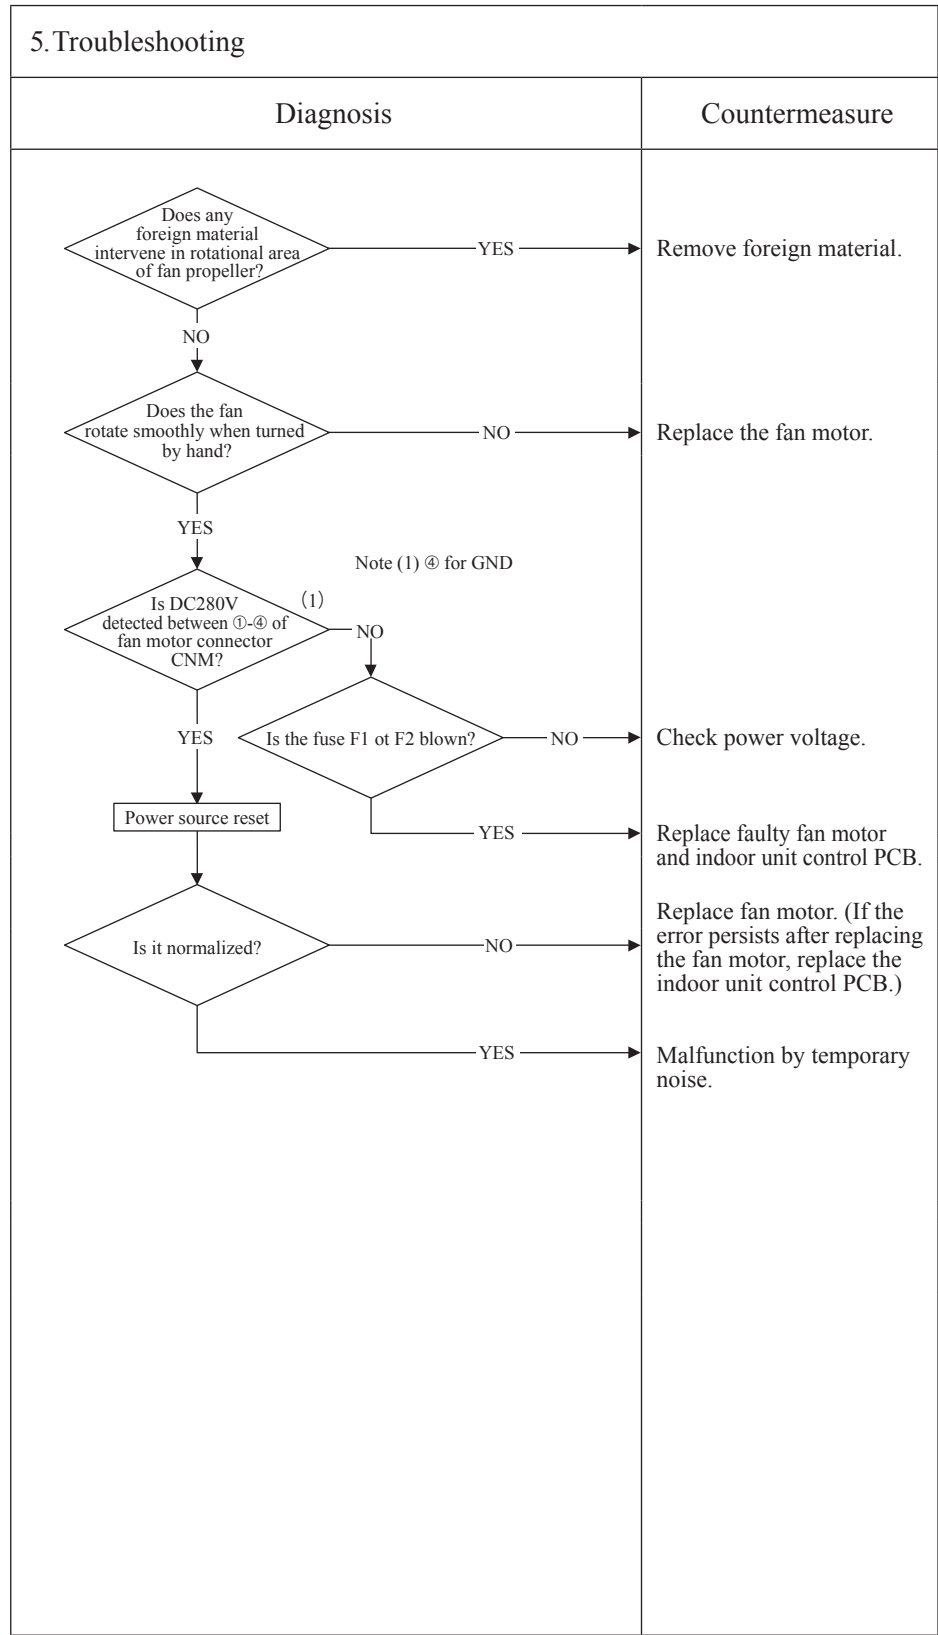 5.Troubleshooting
Diagnosis
Countermeasure
Does any
foreign material
intervene in rotational area
of fan propeller?
YES
Remove foreign material.
NO
Does the fan
rotate smoothly when turned
by hand?
NO
Replace the fan motor.
YES
Note (1) ④ for GND
Is DC280V
detected between ①-④ of
fan motor connector
CNM?
(1)
NO
YES
Is the fuse F1 ot F2 blown?
NO
Check power voltage.
Power source reset
YES
Replace faulty fan motor
and indoor unit control PCB.
Is it normalized?
NO
Replace fan motor. (If the
error persists after replacing
the fan motor, replace the
indoor unit control PCB.)
YES
Malfunction by temporary
noise.